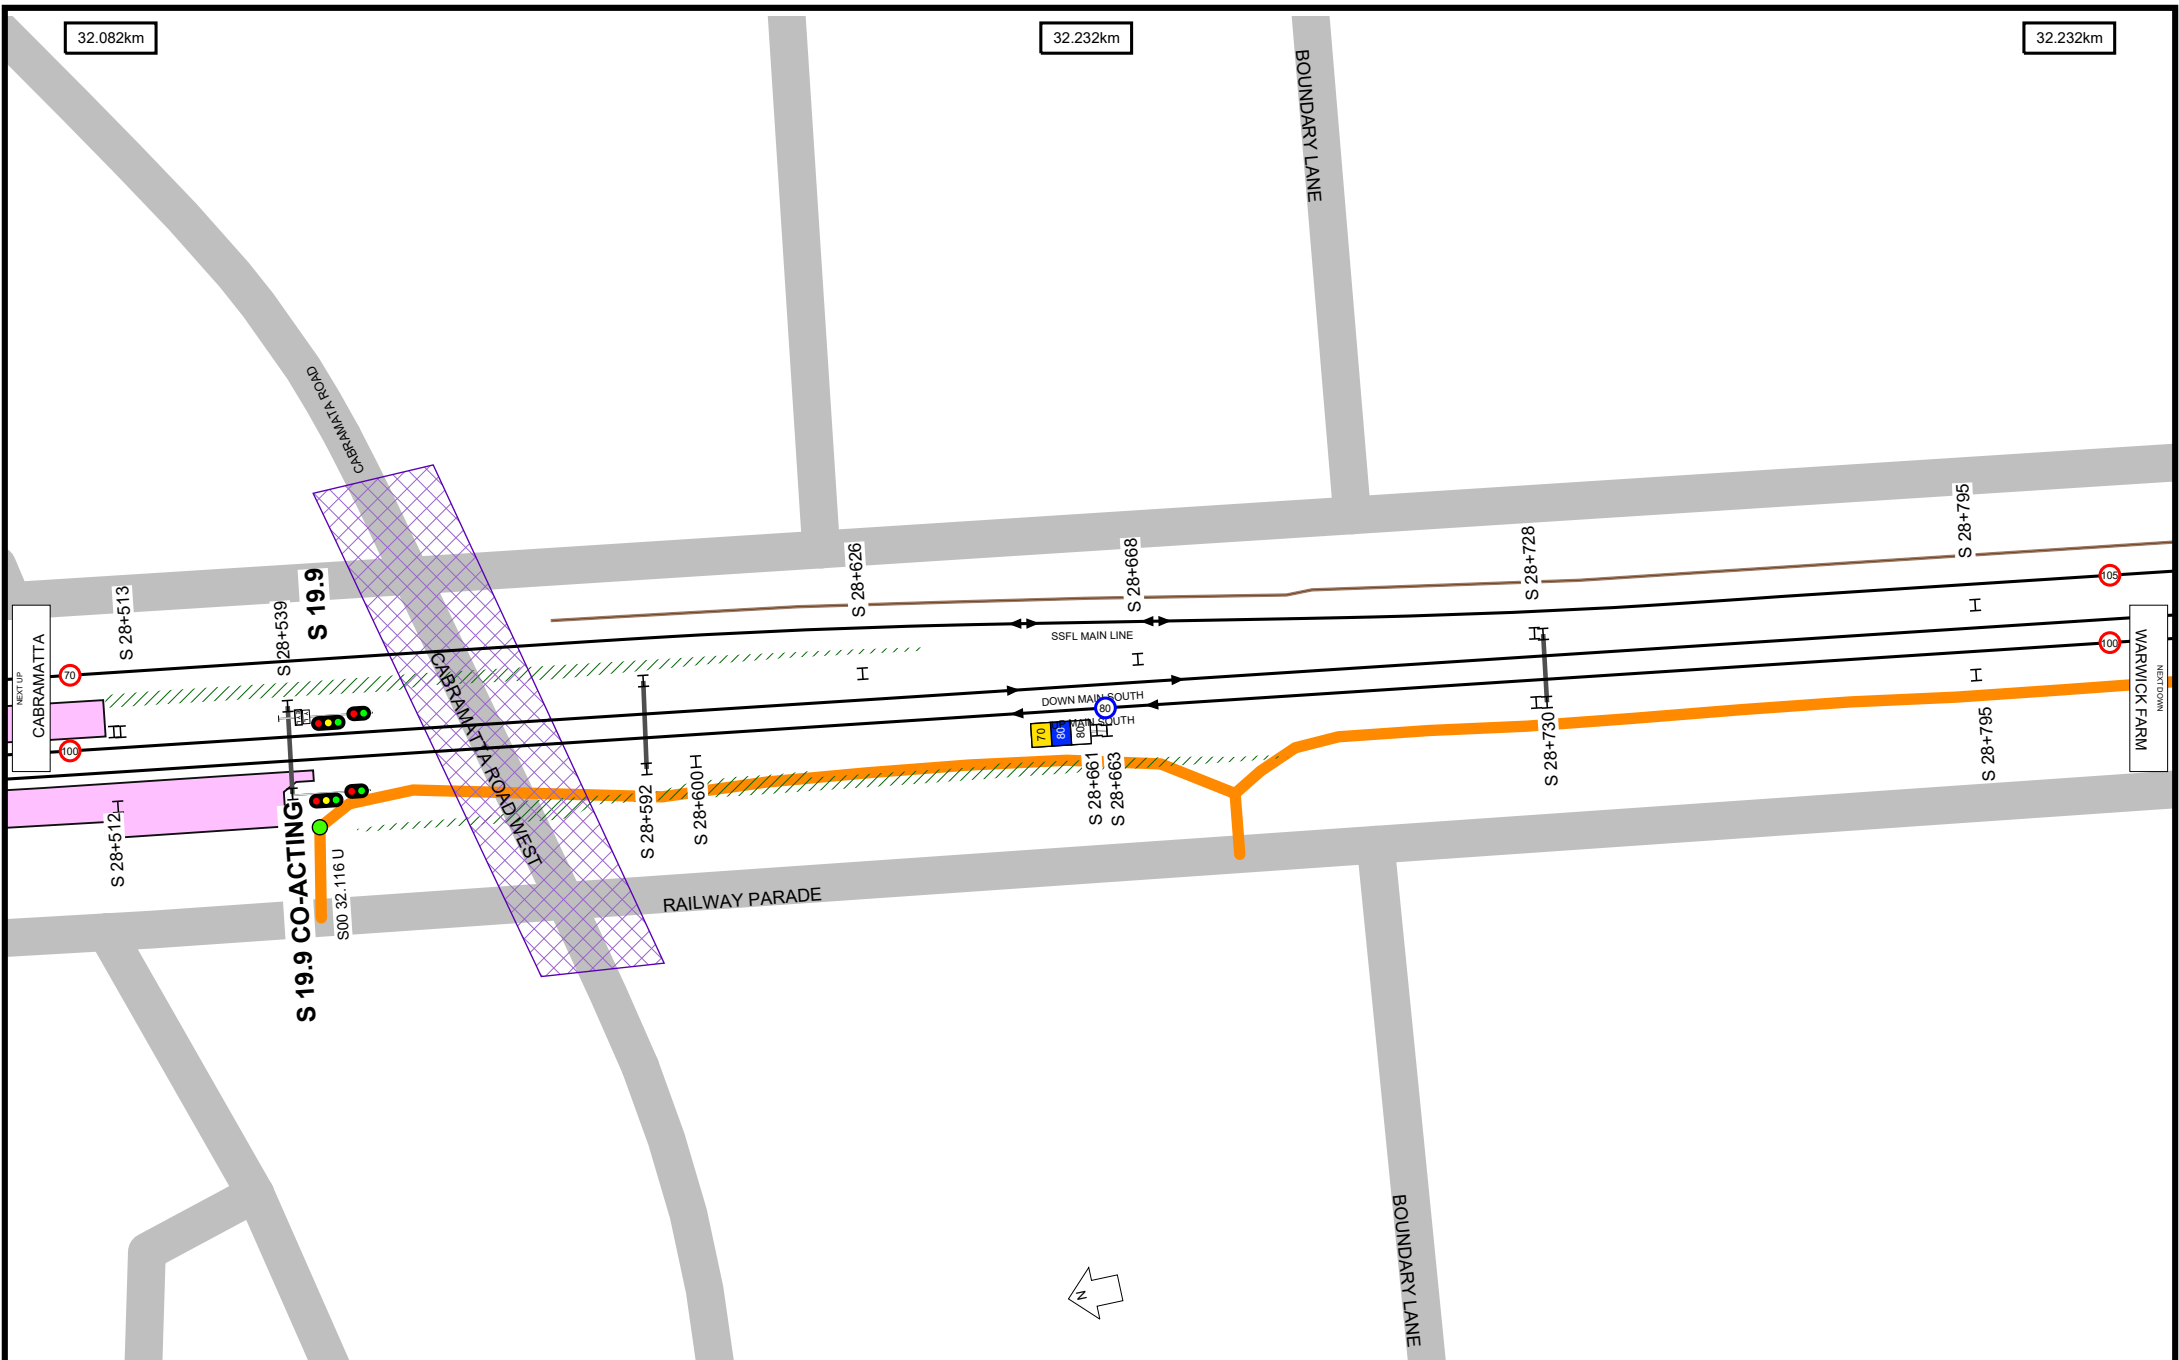 32.082km
32.232km
32.232km
BOUNDARY LANE
CABRAMATA ROAD
S 28+513
S 28+539
S 19.9
S 28+626
S 28+668
S 28+728
S 28+795
NEXT UP
CABRAMATTA
70
100
SSFL MAIN LINE
DOWN MAIN SOUTH
MAIN SOUTH
80
70
80
80
105
100
WARWICK FARM
NEXT DOWN
CABRAMATTA ROAD WEST
S 28+512
S 19.9 CO-ACTING
S00 32.116 U
S 28+592
S 28+600
S 28+661
S 28+663
S 28+730
S 28+795
RAILWAY PARADE
BOUNDARY LANE
N